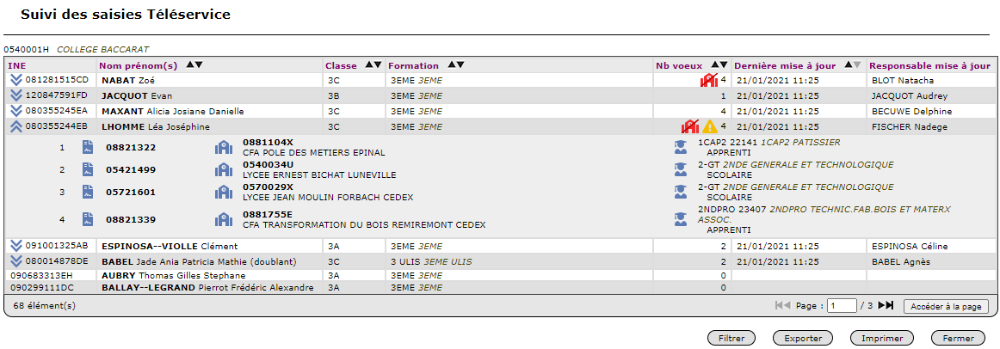 Suivi des saisies Téléservice
0540001H COLLEGE BACCARAT
INE Nom prénom(s) Classe Formation Nb voeux Dernière mise à jour Responsable mise à jour
081281515CD NABAT Zoé 3C 3EME 3EME 4 21/01/2021 11:25 BLOT Natacha
120847591FD JACQUOT Evan 3B 3EME 3EME 1 21/01/2021 11:25 JACQUOT Audrey
080355245EA MAXANT Alicia Josiane Danielle 3C 3EME 3EME 4 21/01/2021 11:25 BECUWE Delphine
080355244EB LHOMME Léa Joséphine 3C 3EME 3EME 4 21/01/2021 11:25 FISCHER Nadege
1 08821322 0881104X 1CAP2 22141 1CAP2 PATISSIER
CFA POLE DES METIERS EPINAL APPRENTI
2 05421499 0540034U 2-GT 2NDE GENERALE ET TECHNOLOGIQUE
LYCEE ERNEST BICHAT LUNEVILLE SCOLAIRE
3 05721601 0570029X 2-GT 2NDE GENERALE ET TECHNOLOGIQUE
LYCEE JEAN MOULIN FORBACH CEDEX SCOLAIRE
4 08821339 0881755E 2NDPRO 23407 2NDPRO TECHNIC.FAB.BOIS ET MATERX
CFA TRANSFORMATION DU BOIS REMIREMONT CEDEX ASSOC.
APPRENTI
091001325AB ESPINOSA--VIOLLE Clément 3A 3EME 3EME 2 21/01/2021 11:25 ESPINOSA Céline
080014878DE BABEL Jade Ania Patricia Mathie (doublant) 3C 3 ULIS 3EME ULIS 2 21/01/2021 11:25 BABEL Agnès
090683313EH AUBRY Thomas Gilles Stephane 3A 3EME 3EME 0
090299111DC BALLAY--LEGRAND Pierrot Frédéric Alexandre 3A 3EME 3EME 0
68 élément(s) Page : 1 / 3 Accéder à la page
Filtrer Exporter Imprimer Fermer